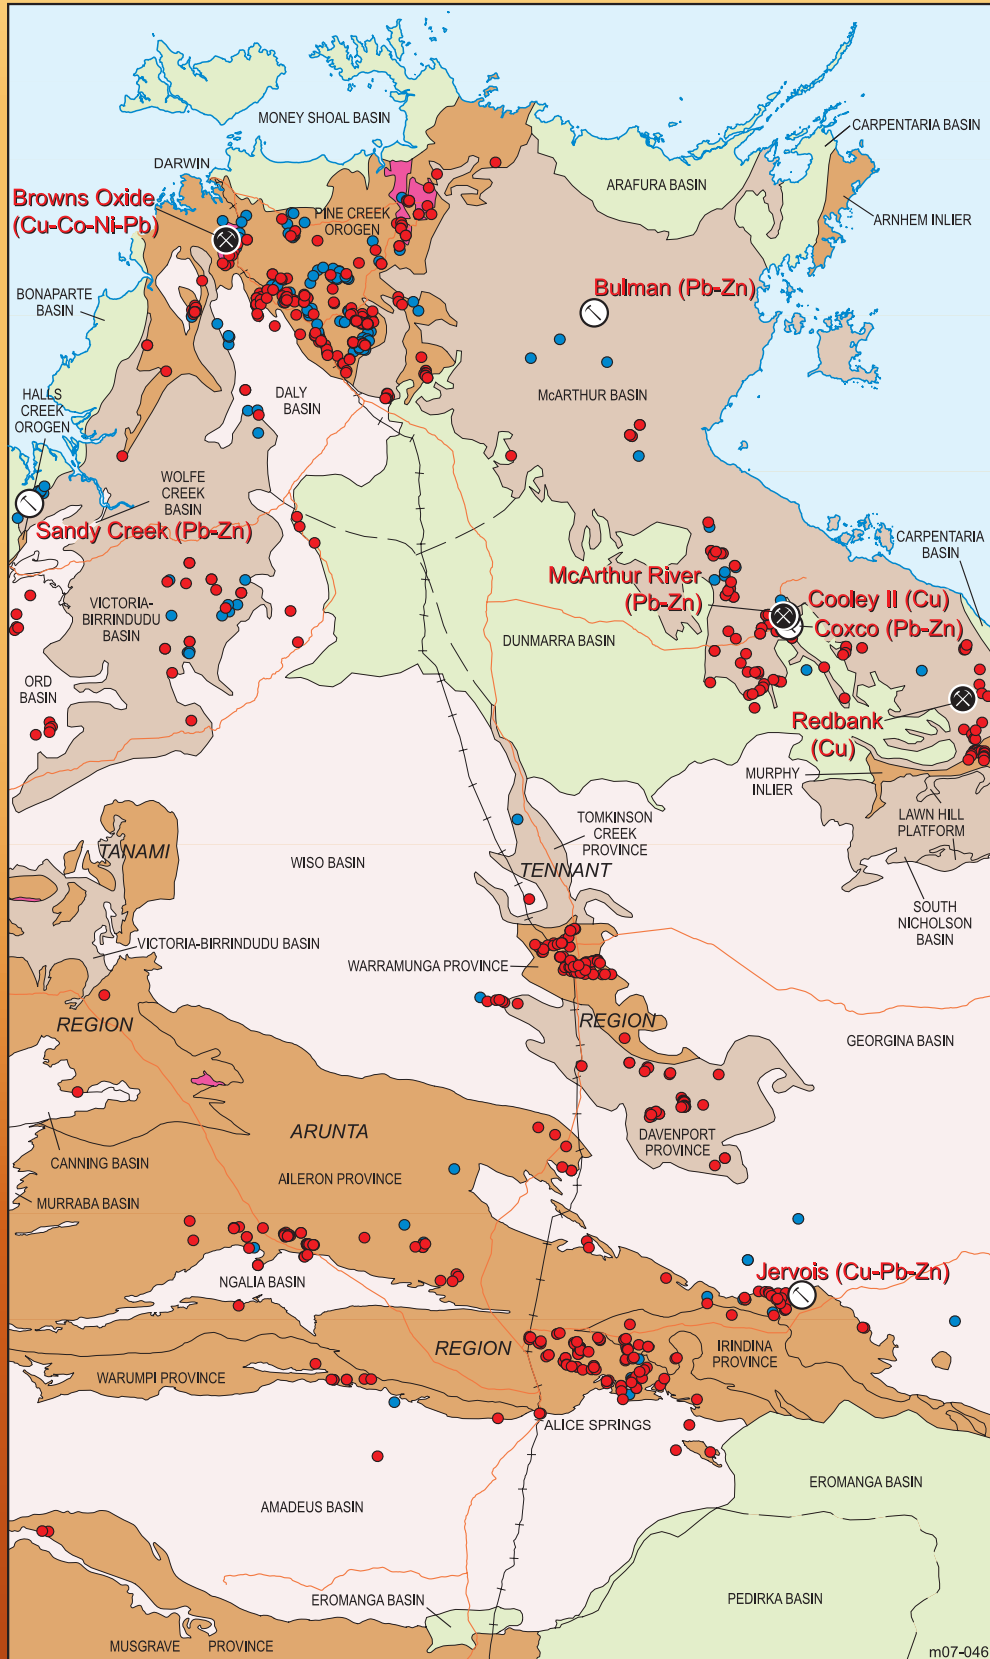 MONEY SHOAL BASIN
CARPENTARIA BASIN
DARWIN
ARAFURA BASIN
Browns Oxide
(Cu-Co-Ni-Pb)
PINE CREEK
OROGEN
ARNHEM INLIER
BONAPARTE
BASIN
Bulman (Pb-Zn)
HALLS
CREEK
OROGEN
DALY
BASIN
McARTHUR BASIN
WOLFE
CREEK
BASIN
Sandy Creek (Pb-Zn)
CARPENTARIA
BASIN
McArthur River
(Pb-Zn)
Cooley II (Cu)
Coxco (Pb-Zn)
VICTORIA-
BIRRINDUDU
BASIN
DUNMARRA BASIN
ORD
BASIN
Redbank
(Cu)
MURPHY
INLIER
LAWN HILL
PLATFORM
TOMKINSON
CREEK
PROVINCE
TANAMI
WISO BASIN
TENNANT
SOUTH
NICHOLSON
BASIN
VICTORIA-BIRRINDUDU BASIN
WARRAMUNGA PROVINCE
REGION
REGION
GEORGINA BASIN
ARUNTA
DAVENPORT
PROVINCE
CANNING BASIN
AILERON PROVINCE
MURRABA BASIN
NGALIA BASIN
Jervois (Cu-Pb-Zn)
REGION
IRINDINA
PROVINCE
WARUMPI PROVINCE
ALICE SPRINGS
EROMANGA BASIN
AMADEUS BASIN
EROMANGA BASIN
PEDIRKA BASIN
MUSGRAVE PROVINCE
m07-046